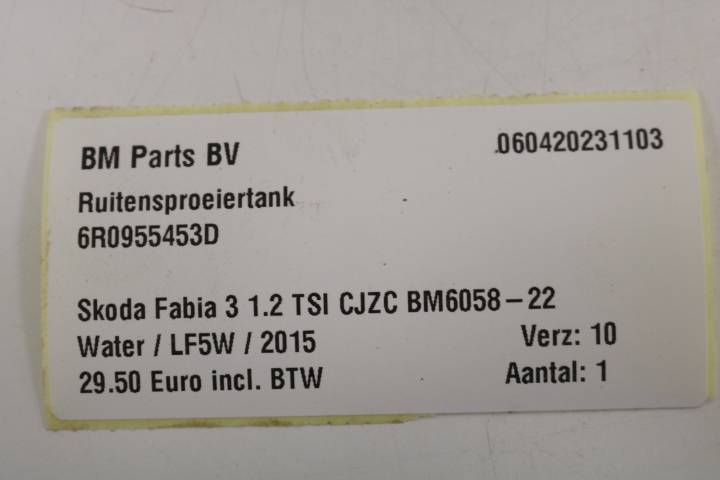 BM Parts BV
060420231103
Ruitensproeiertank
6R0955453D
Skoda Fabia 3 1.2 TSI CJZC BM6058-22
Water / LF5W / 2015
Verz: 10
29.50 Euro incl. BTW
Aantal: 1